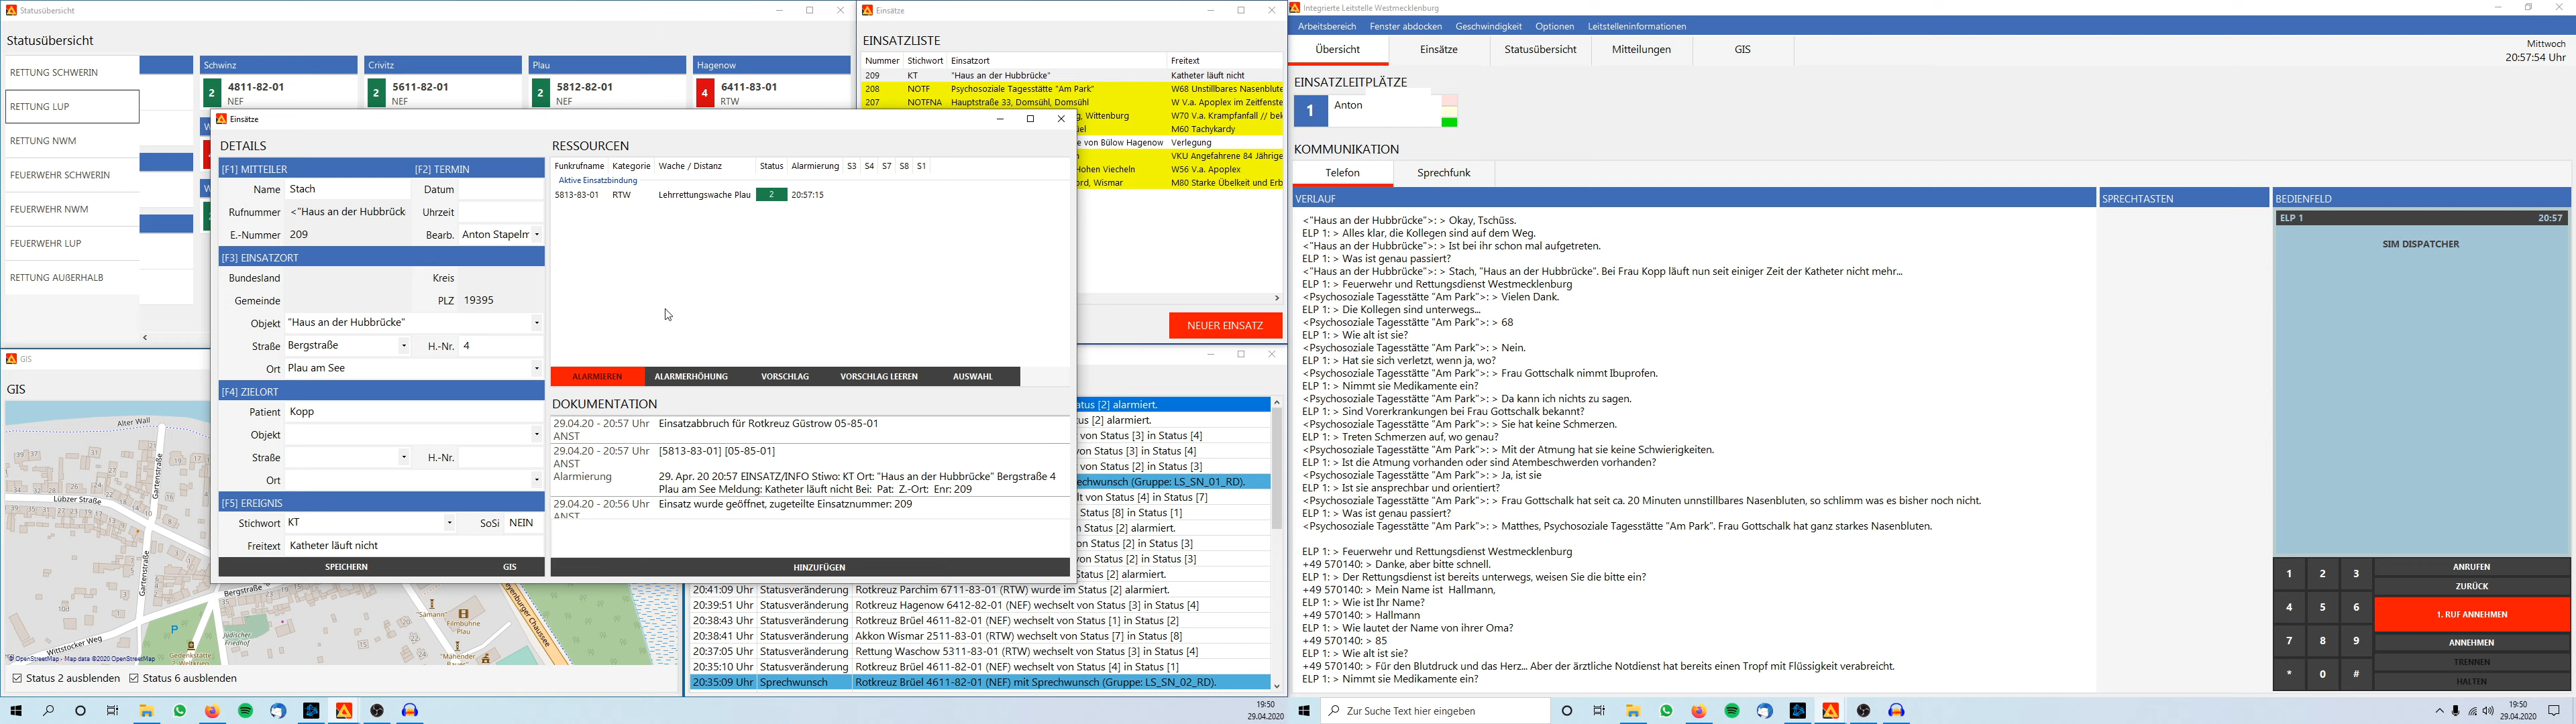 Statusübersicht
Statusübersicht
RETTUNG SCHWERIN
RETTUNG LUP
RETTUNG NWM
FEUERWEHR SCHWERIN
FEUERWEHR NWM
FEUERWEHR LUP
RETTUNG AUßERHALB
Schwinz
2 4811-82-01
NEF
Crivitz
2 5611-82-01
NEF
Plau
2 5812-82-01
NEF
Hagenow
4 6411-83-01
RTW
Einsätze
EINSATZLISTE
Nummer Stichwort Einsatzort Freitext
209 KT "Haus an der Hubbrücke" Katheter läuft nicht
208 NOTF Psychosoziale Tagesstätte "Am Park" W68 Unstillbares Nasenblute
207 NOTFNA Hauptstraße 33, Domsühl, Domsühl W V.a. Apoplex im Zeitfenste
g, Wittenburg W70 V.a. Krampfanfall // bek
iel M60 Tachykardy
e von Bülow Hagenow Verlegung
VKU Angefahrene 84 Jährige
Hohen Viecheln W56 V.a. Apoplex
ord, Wismar M80 Starke Übelkeit und Erb
NEUER EINSATZ
Einsätze
DETAILS
[F1] MITTEILER [F2] TERMIN
Name Stach Datum
Rufnummer <"Haus an der Hubbrück Uhrzeit
E.-Nummer 209 Bearb. Anton Stapelm
[F3] EINSATZORT
Bundesland Kreis
Gemeinde PLZ 19395
Objekt "Haus an der Hubbrücke"
Straße Bergstraße H.-Nr. 4
Ort Plau am See
[F4] ZIELORT
Patient Kopp
Objekt
Straße H.-Nr.
Ort
[F5] EREIGNIS
Stichwort KT SoSi NEIN
Freitext Katheter läuft nicht
SPEICHERN GIS
RESSOURCEN
Funkrufname Kategorie Wache / Distanz Status Alarmierung S3 S4 S7 S8 S1
Aktive Einsatzbindung
5813-83-01 RTW Lehrrettungswache Plau 2 20:57:15
ALARMIEREN ALARMERHÖHUNG VORSCHLAG VORSCHLAG LEEREN AUSWAHL
DOKUMENTATION
29.04.20 - 20:57 Uhr Einsatzabbruch für Rotkreuz Güstrow 05-85-01
ANST
29.04.20 - 20:57 Uhr [5813-83-01] [05-85-01]
ANST
Alarmierung 29. Apr. 20 20:57 EINSATZ/INFO Stiwo: KT Ort: "Haus an der Hubbrücke" Bergstraße 4
Plau am See Meldung: Katheter läuft nicht Bei: Pat: Z.-Ort: Enr: 209
29.04.20 - 20:56 Uhr Einsatz wurde geöffnet, zugeteilte Einsatznummer: 209
ANST
HINZUFÜGEN
GIS
GIS
Alter Wall
Gartenstraße
Lübzer Straße
Gartenstraße
Bergstraße
Wittstocker Weg
Jüdischer
Friedhof
Gedenkstätte
2. Weltkrieg
"Sämann"
Filmbühne
Plau
"Mähender
© OpenStreetMap - Map data ©2020 OpenStreetMap
Status 2 ausblenden Status 6 ausblenden
atus [2] alarmiert.
us [2] alarmiert.
von Status [3] in Status [4]
on Status [3] in Status [4]
von Status [2] in Status [3]
rechwunsch (Gruppe: LS_SN_01_RD).
lt von Status [4] in Status [7]
Status [8] in Status [1]
n Status [2] alarmiert.
on Status [2] in Status [3]
on Status [2] in Status [3]
tatus [2] alarmiert.
20:41:09 Uhr Statusveränderung Rotkreuz Parchim 6711-83-01 (RTW) wurde im Status [2] alarmiert.
20:39:51 Uhr Statusveränderung Rotkreuz Hagenow 6412-82-01 (NEF) wechselt von Status [3] in Status [4]
20:38:43 Uhr Statusveränderung Rotkreuz Brüel 4611-82-01 (NEF) wechselt von Status [1] in Status [2]
20:38:41 Uhr Statusveränderung Akkon Wismar 2511-83-01 (RTW) wechselt von Status [7] in Status [8]
20:37:05 Uhr Statusveränderung Rettung Waschow 5311-83-01 (RTW) wechselt von Status [3] in Status [4]
20:35:10 Uhr Statusveränderung Rotkreuz Brüel 4611-82-01 (NEF) wechselt von Status [4] in Status [1]
20:35:09 Uhr Sprechwunsch Rotkreuz Brüel 4611-82-01 (NEF) mit Sprechwunsch (Gruppe: LS_SN_02_RD).
19:50
29.04.2020
Integrierte Leitstelle Westmecklenburg
Arbeitsbereich Fenster abdocken Geschwindigkeit Optionen Leitstelleninformationen
Übersicht Einsätze Statusübersicht Mitteilungen GIS
Mittwoch
20:57:54 Uhr
EINSATZLEITPLÄTZE
1 Anton
KOMMUNIKATION
Telefon Sprechfunk
VERLAUF
<"Haus an der Hubbrücke">: > Okay, Tschüss.
ELP 1: > Alles klar, die Kollegen sind auf dem Weg.
<"Haus an der Hubbrücke">: > Ist bei ihr schon mal aufgetreten.
ELP 1: > Was ist genau passiert?
<"Haus an der Hubbrücke">: > Stach, "Haus an der Hubbrücke". Bei Frau Kopp läuft nun seit einiger Zeit der Katheter nicht mehr...
ELP 1: > Feuerwehr und Rettungsdienst Westmecklenburg
<Psychosoziale Tagesstätte "Am Park">: > Vielen Dank.
ELP 1: > Die Kollegen sind unterwegs...
<Psychosoziale Tagesstätte "Am Park">: > 68
ELP 1: > Wie alt ist sie?
<Psychosoziale Tagesstätte "Am Park">: > Nein.
ELP 1: > Hat sie sich verletzt, wenn ja, wo?
<Psychosoziale Tagesstätte "Am Park">: > Frau Gottschalk nimmt Ibuprofen.
ELP 1: > Nimmt sie Medikamente ein?
<Psychosoziale Tagesstätte "Am Park">: > Da kann ich nichts zu sagen.
ELP 1: > Sind Vorerkrankungen bei Frau Gottschalk bekannt?
<Psychosoziale Tagesstätte "Am Park">: > Sie hat keine Schmerzen.
ELP 1: > Treten Schmerzen auf, wo genau?
<Psychosoziale Tagesstätte "Am Park">: > Mit der Atmung hat sie keine Schwierigkeiten.
ELP 1: > Ist die Atmung vorhanden oder sind Atembeschwerden vorhanden?
<Psychosoziale Tagesstätte "Am Park">: > Ja, ist sie
ELP 1: > Ist sie ansprechbar und orientiert?
<Psychosoziale Tagesstätte "Am Park">: > Frau Gottschalk hat seit ca. 20 Minuten unnstillbares Nasenbluten, so schlimm was es bisher noch nicht.
ELP 1: > Was ist genau passiert?
<Psychosoziale Tagesstätte "Am Park">: > Matthes, Psychosoziale Tagesstätte "Am Park". Frau Gottschalk hat ganz starkes Nasenbluten.
ELP 1: > Feuerwehr und Rettungsdienst Westmecklenburg
+49 570140: > Danke, aber bitte schnell.
ELP 1: > Der Rettungsdienst ist bereits unterwegs, weisen Sie die bitte ein?
+49 570140: > Mein Name ist Hallmann,
ELP 1: > Wie ist Ihr Name?
+49 570140: > Hallmann
ELP 1: > Wie lautet der Name von ihrer Oma?
+49 570140: > 85
ELP 1: > Wie alt ist sie?
+49 570140: > Für den Blutdruck und das Herz... Aber der ärztliche Notdienst hat bereits einen Tropf mit Flüssigkeit verabreicht.
ELP 1: > Nimmt sie Medikamente ein?
SPRECHTASTEN
BEDIENFELD
ELP 1 20:57
SIM DISPATCHER
1 2 3
4 5 6
7 8 9
* 0 #
ANRUFEN
ZURÜCK
1. RUF ANNEHMEN
ANNEHMEN
TRENNEN
HALTEN
Zur Suche Text hier eingeben
19:50
29.04.2020